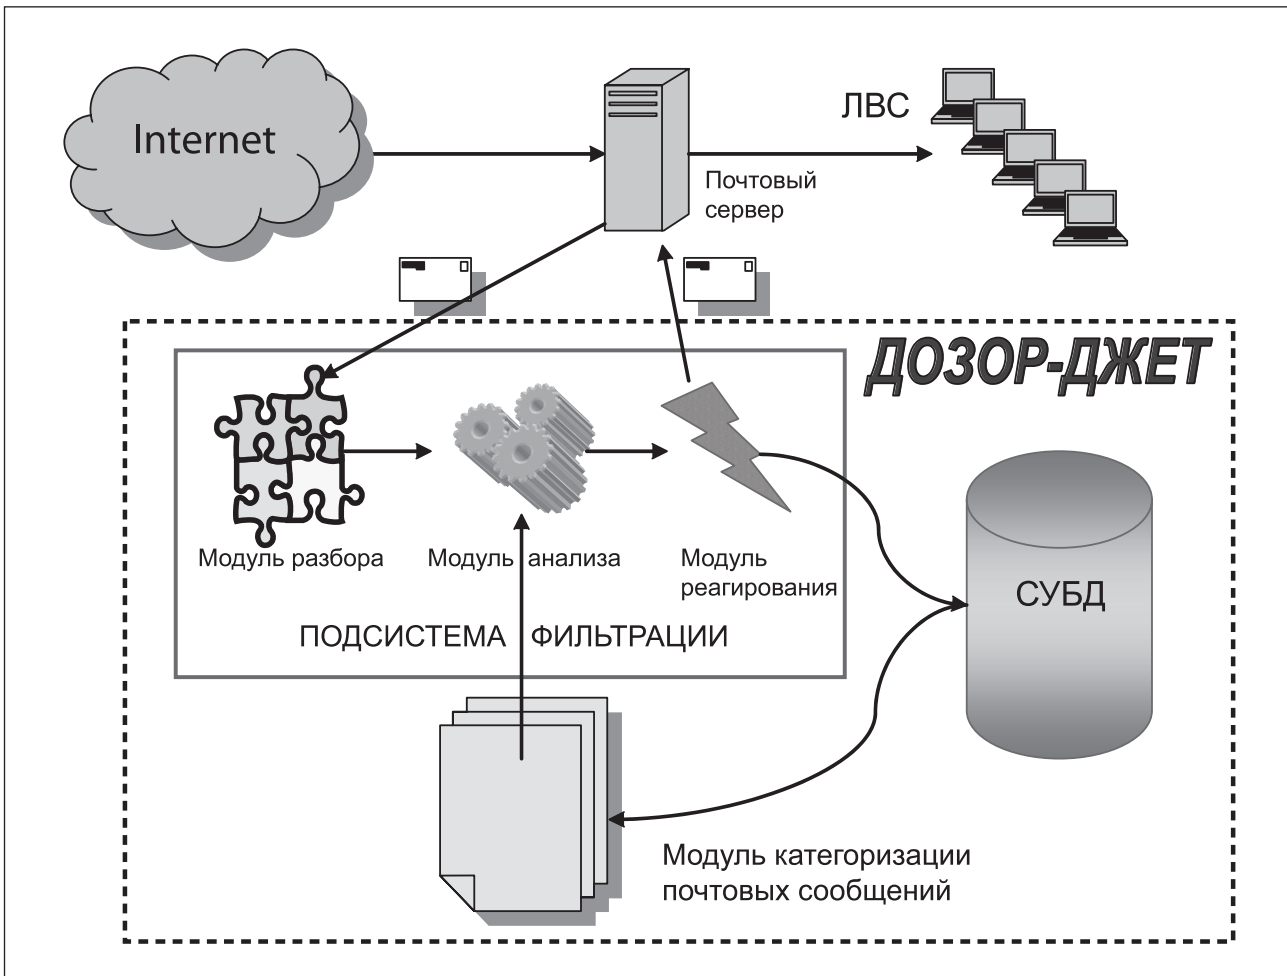 Internet
ЛВС
Почтовый
сервер
ДОЗОР-ДЖЕТ
Модуль разбора
Модуль анализа
Модуль
реагирования
СУБД
ПОДСИСТЕМА ФИЛЬТРАЦИИ
Модуль категоризации
почтовых сообщений